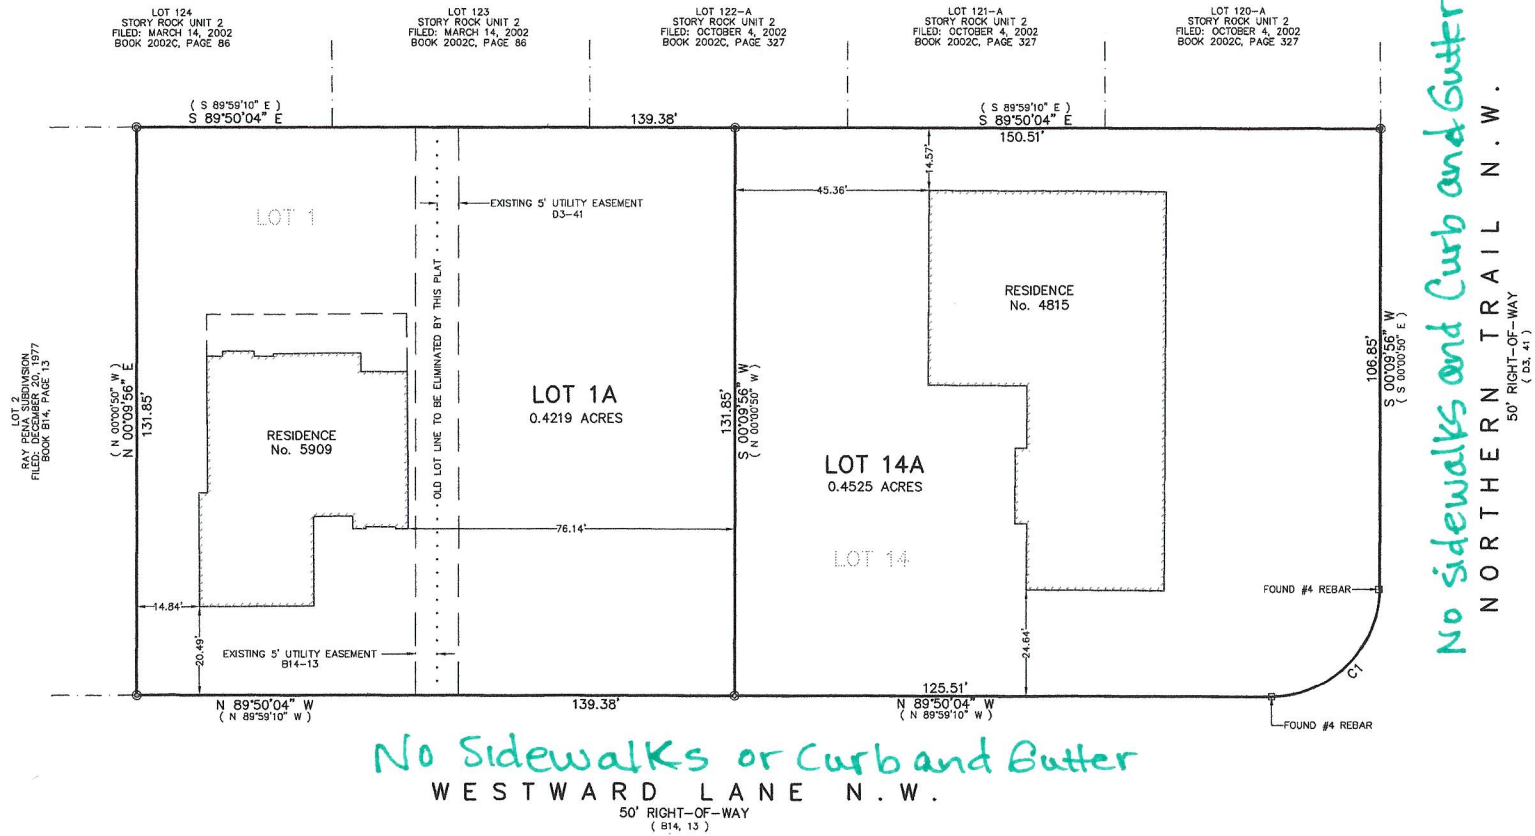 LOT 124
STORY ROCK UNIT 2
FILED: MARCH 14, 2002
BOOK 2002C, PAGE 86
LOT 123
STORY ROCK UNIT 2
FILED: MARCH 14, 2002
BOOK 2002C, PAGE 86
LOT 122-A
STORY ROCK UNIT 2
FILED: OCTOBER 4, 2002
BOOK 2002C, PAGE 327
LOT 121-A
STORY ROCK UNIT 2
FILED: OCTOBER 4, 2002
BOOK 2002C, PAGE 327
LOT 120-A
STORY ROCK UNIT 2
FILED: OCTOBER 4, 2002
BOOK 2002C, PAGE 327
( S 89°59'10" E )
S 89°50'04" E
139.38'
( S 89°59'10" E )
S 89°50'04" E
150.51'
14.57'
45.36'
LOT 1
EXISTING 5' UTILITY EASEMENT
D3-41
OLD LOT LINE TO BE ELIMINATED BY THIS PLAT
RESIDENCE
No. 4815
LOT 2
RAY PENA SUBDIVISION
FILED: DECEMBER 20, 1977
BOOK B14, PAGE 13
( N 00°00'50" W )
N 00°09'56" E
131.85'
RESIDENCE
No. 5909
LOT 1A
0.4219 ACRES
131.85'
S 00°09'56" W
( N 00°00'50" W )
LOT 14A
0.4525 ACRES
LOT 14
76.14'
106.85'
S 00°09'56" W
( S 00°00'50" E )
No Sidewalks and Curb and Gutter
NORTHERN TRAIL N.W.
50' RIGHT-OF-WAY
( D3, 41 )
14.84'
20.49'
EXISTING 5' UTILITY EASEMENT
B14-13
24.64'
FOUND #4 REBAR
C1
N 89°50'04" W
( N 89°59'10" W )
139.38'
125.51'
N 89°50'04" W
( N 89°59'10" W )
FOUND #4 REBAR
No Sidewalks or Curb and Gutter
WESTWARD LANE N.W.
50' RIGHT-OF-WAY
( B14, 13 )